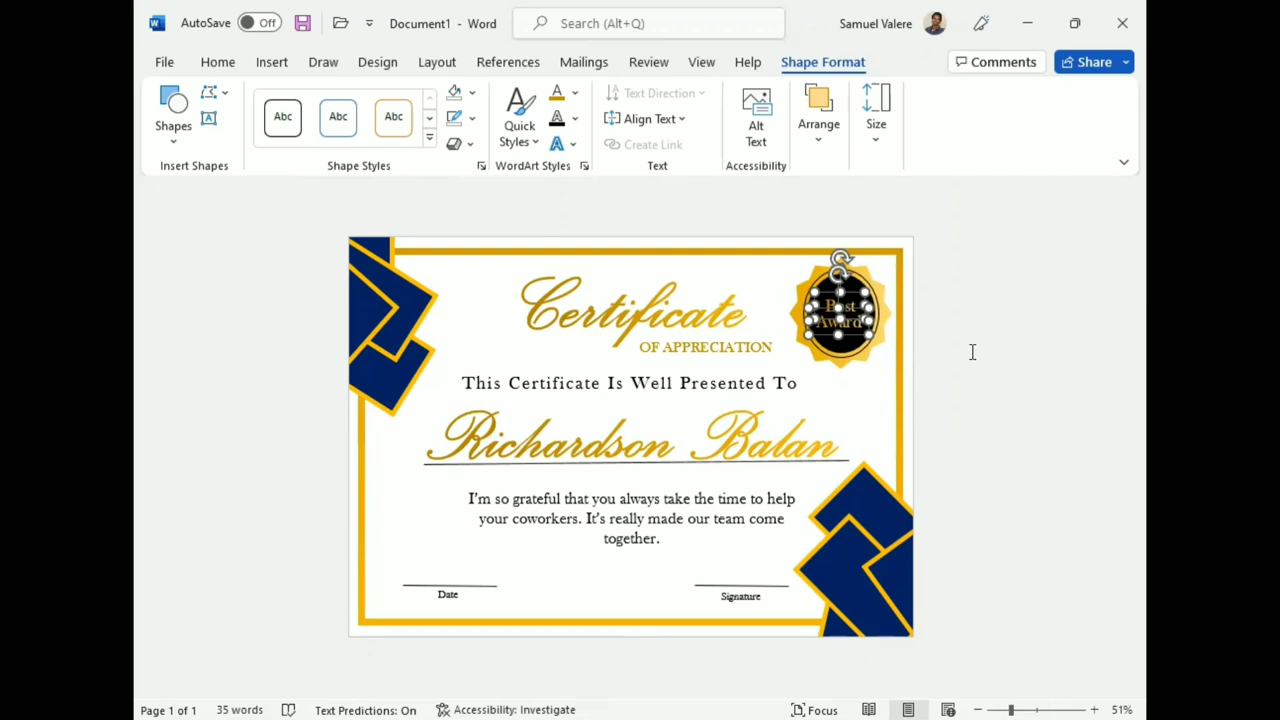 AutoSave Off Document1 - Word Search (Alt+Q) Samuel Valere
File Home Insert Draw Design Layout References Mailings Review View Help Shape Format Comments Share
Shapes Abc Abc Abc Quick Styles Text Direction Align Text Create Link Alt Text Arrange Size
Insert Shapes Shape Styles WordArt Styles Text Accessibility
Certificate
OF APPRECIATION
Best
Award
This Certificate Is Well Presented To
Richardson Balan
I'm so grateful that you always take the time to help
your coworkers. It's really made our team come
together.
Date Signature
Page 1 of 1 35 words Text Predictions: On Accessibility: Investigate Focus 51%